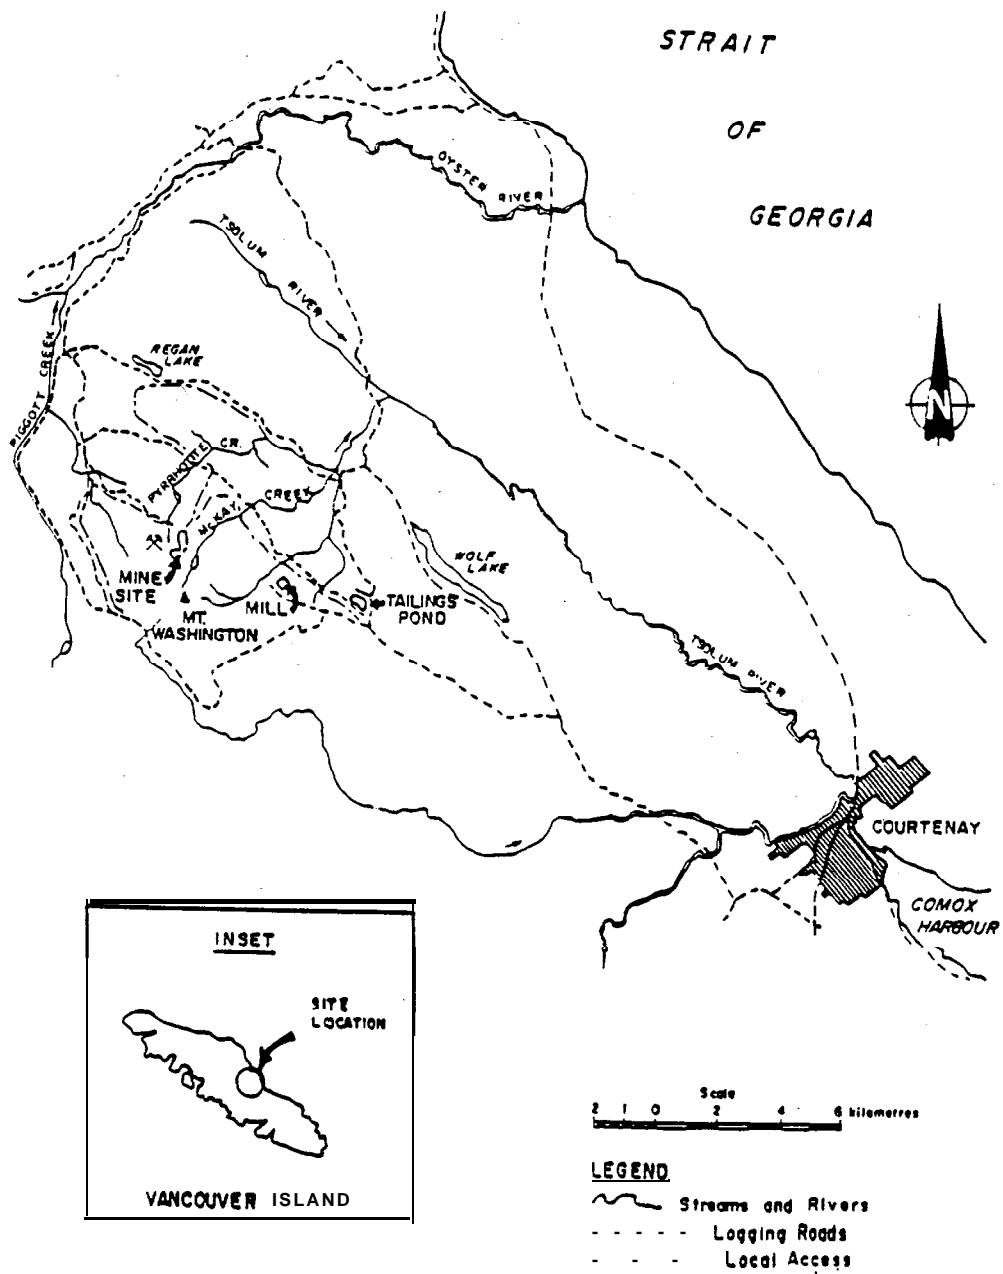 STRAIT
OF
GEORGIA
OYSTER RIVER
TSOLUM
RIVER
REGAN
LAKE
PIGGOTT CREEK
PYRRHOTITE CR.
McKAY CREEK
WOLF
LAKE
MINE
SITE
MT.
WASHINGTON
MILL
TAILINGS
POND
TSOLUM RIVER
N
COURTENAY
COMOX
HARBOUR
INSET
SITE
LOCATION
VANCOUVER ISLAND
Scale
2 1 0 2 4 6 kilometres
LEGEND
Streams and Rivers
Logging Roads
Local Access